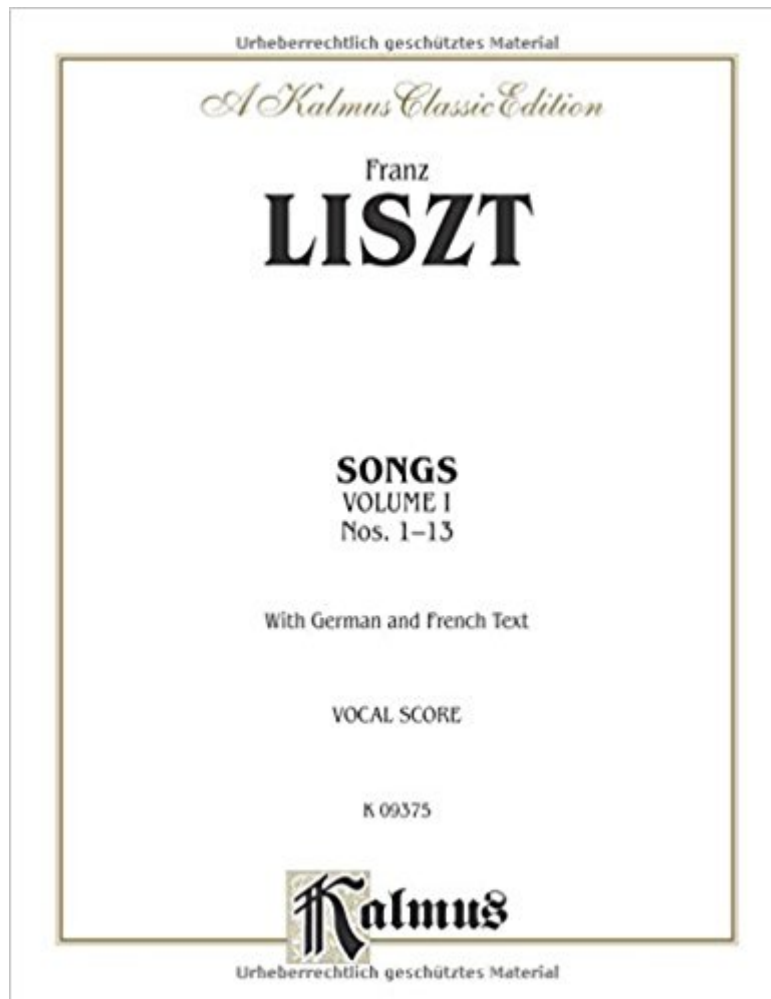 Urheberrechtlich geschütztes Material
A Kalmus Classic Edition
Franz
LISZT
SONGS
VOLUME I
Nos. 1–13
With German and French Text
VOCAL SCORE
K 09375
Kalmus
Urheberrechtlich geschütztes Material